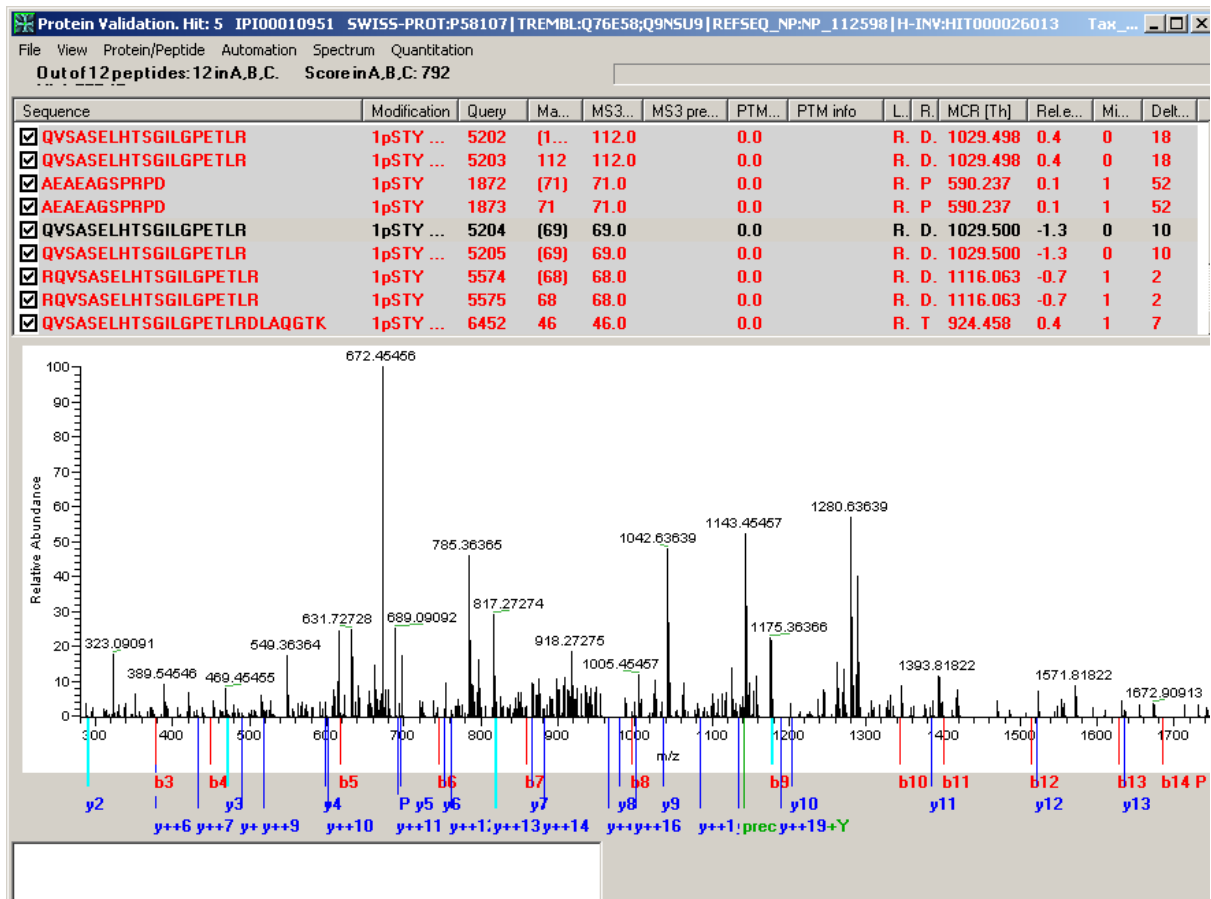 Protein Validation. Hit: 5 IPI00010951 SWISS-PROT:P58107|TREMBL:Q76E58;Q9NSU9|REFSEQ_NP:NP_112598|H-INV:HIT000026013 Tax_...
File View Protein/Peptide Automation Spectrum Quantitation
Out of 12 peptides: 12 in A,B,C. Score in A,B,C: 792
Sequence Modification Query Ma... MS3... MS3 pre... PTM... PTM info L.. R. MCR [Th] Rel.e... Mi... Delt...
QVSASELHTSGILGPETLR 1pSTY ... 5202 (1... 112.0 0.0 R. D. 1029.498 0.4 0 18
QVSASELHTSGILGPETLR 1pSTY ... 5203 112 112.0 0.0 R. D. 1029.498 0.4 0 18
AEAEAGSPRPD 1pSTY 1872 (71) 71.0 0.0 R. P 590.237 0.1 1 52
AEAEAGSPRPD 1pSTY 1873 71 71.0 0.0 R. P 590.237 0.1 1 52
QVSASELHTSGILGPETLR 1pSTY ... 5204 (69) 69.0 0.0 R. D. 1029.500 -1.3 0 10
QVSASELHTSGILGPETLR 1pSTY ... 5205 (69) 69.0 0.0 R. D. 1029.500 -1.3 0 10
RQVSASELHTSGILGPETLR 1pSTY 5574 (68) 68.0 0.0 R. D. 1116.063 -0.7 1 2
RQVSASELHTSGILGPETLR 1pSTY 5575 68 68.0 0.0 R. D. 1116.063 -0.7 1 2
QVSASELHTSGILGPETLRDLAQGTK 1pSTY ... 6452 46 46.0 0.0 R. T 924.458 0.4 1 7
672.45456
100
90
80
70
60
1280.63639
1143.45457
50
1042.63639
785.36365
40
Relative Abundance
30
817.27274
631.72728
689.09092
20
1175.36366
549.36364
918.27275
323.09091
1005.45457
10
389.54546
469.45455
1393.81822
1571.81822
1672.90913
0
300 400 500 600 700 800 900 1000 1100 1200 1300 1400 1500 1600 1700
m/z
b3 b4 b5 b6 b7 b8 b9 b10 b11 b12 b13 b14 P
y2 y3 y4 P y5 y6 y7 y8 y9 y10 y11 y12 y13
y++6 y++7 y+ y++9 y++10 y++11 y++12 y++13 y++14 y++16 y++1 prec y++19 +Y